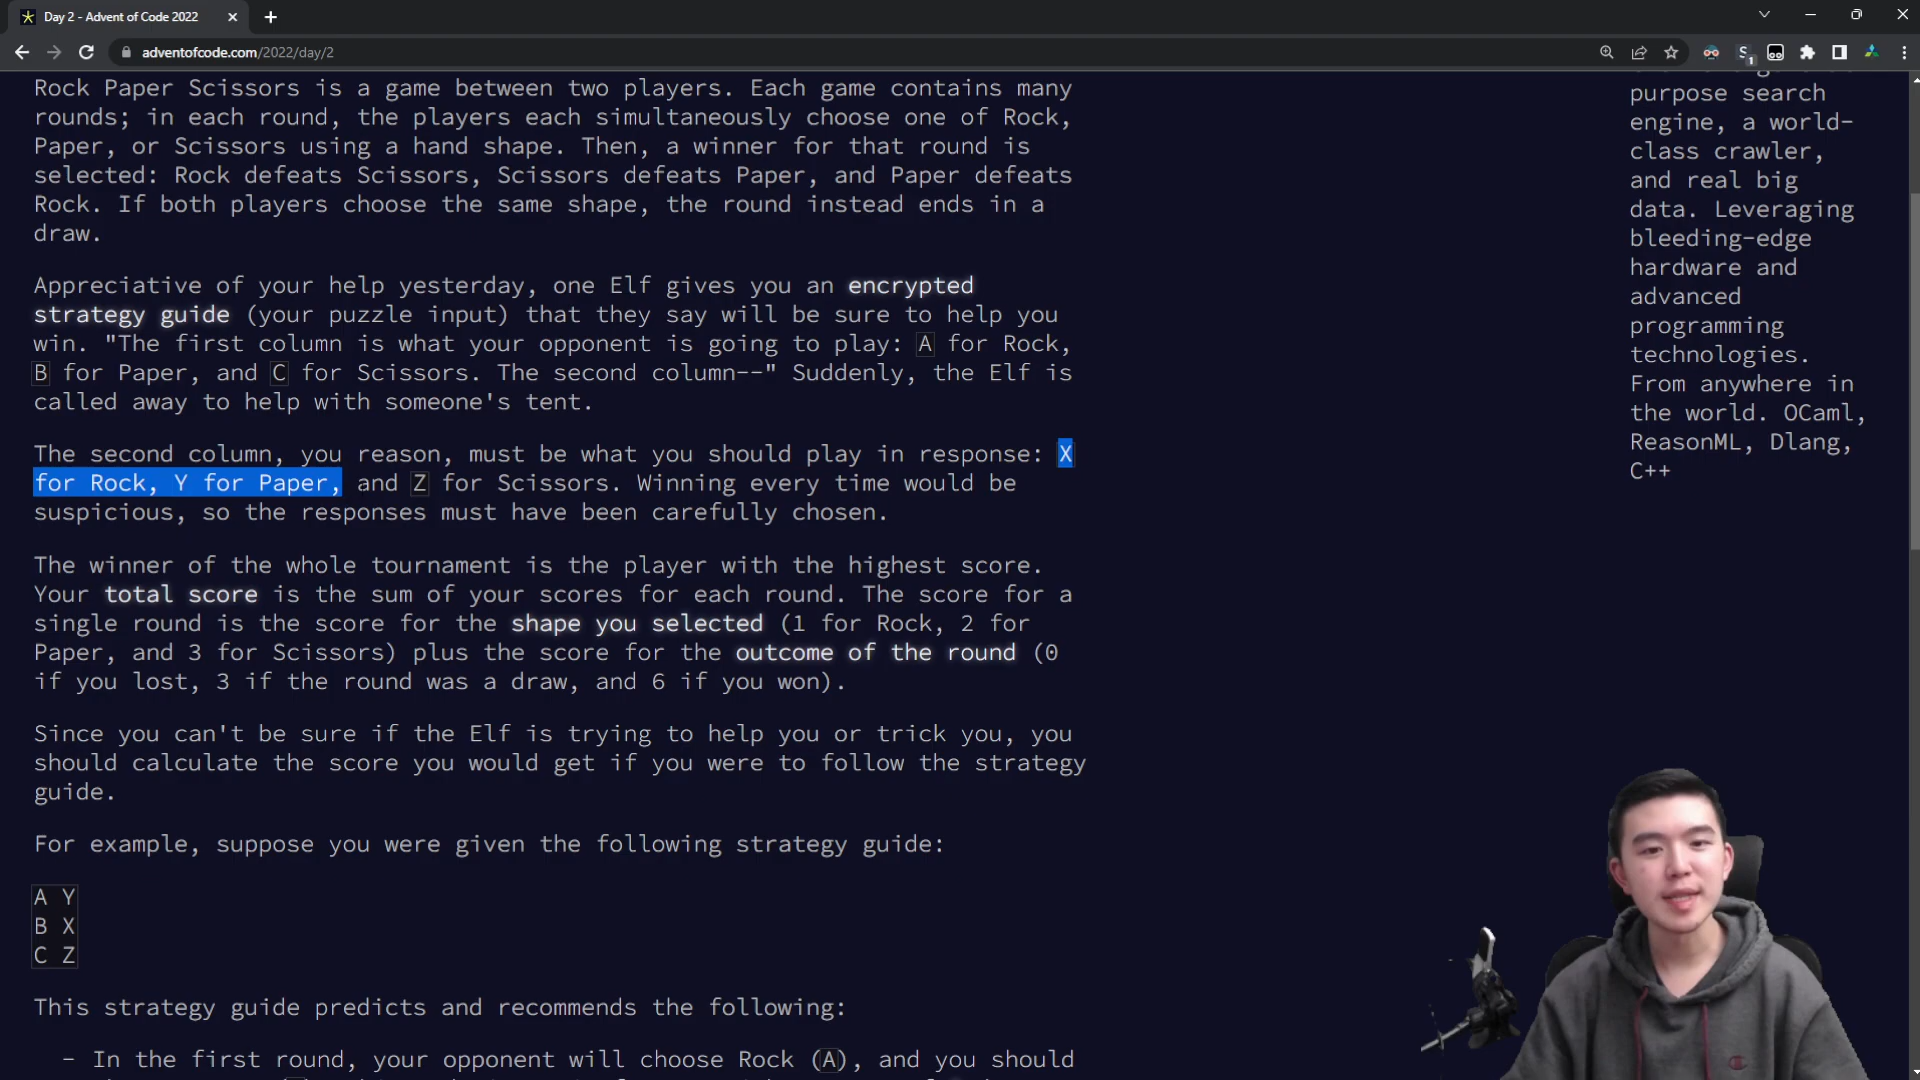 Day 2 - Advent of Code 2022
adventofcode.com/2022/day/2
Rock Paper Scissors is a game between two players. Each game contains many
rounds; in each round, the players each simultaneously choose one of Rock,
Paper, or Scissors using a hand shape. Then, a winner for that round is
selected: Rock defeats Scissors, Scissors defeats Paper, and Paper defeats
Rock. If both players choose the same shape, the round instead ends in a
draw.
Appreciative of your help yesterday, one Elf gives you an encrypted
strategy guide (your puzzle input) that they say will be sure to help you
win. "The first column is what your opponent is going to play: A for Rock,
B for Paper, and C for Scissors. The second column--" Suddenly, the Elf is
called away to help with someone's tent.
The second column, you reason, must be what you should play in response: X
for Rock, Y for Paper, and Z for Scissors. Winning every time would be
suspicious, so the responses must have been carefully chosen.
The winner of the whole tournament is the player with the highest score.
Your total score is the sum of your scores for each round. The score for a
single round is the score for the shape you selected (1 for Rock, 2 for
Paper, and 3 for Scissors) plus the score for the outcome of the round (0
if you lost, 3 if the round was a draw, and 6 if you won).
Since you can't be sure if the Elf is trying to help you or trick you, you
should calculate the score you would get if you were to follow the strategy
guide.
For example, suppose you were given the following strategy guide:
A Y
B X
C Z
This strategy guide predicts and recommends the following:
- In the first round, your opponent will choose Rock (A), and you should
purpose search
engine, a world-
class crawler,
and real big
data. Leveraging
bleeding-edge
hardware and
advanced
programming
technologies.
From anywhere in
the world. OCaml,
ReasonML, Dlang,
C++